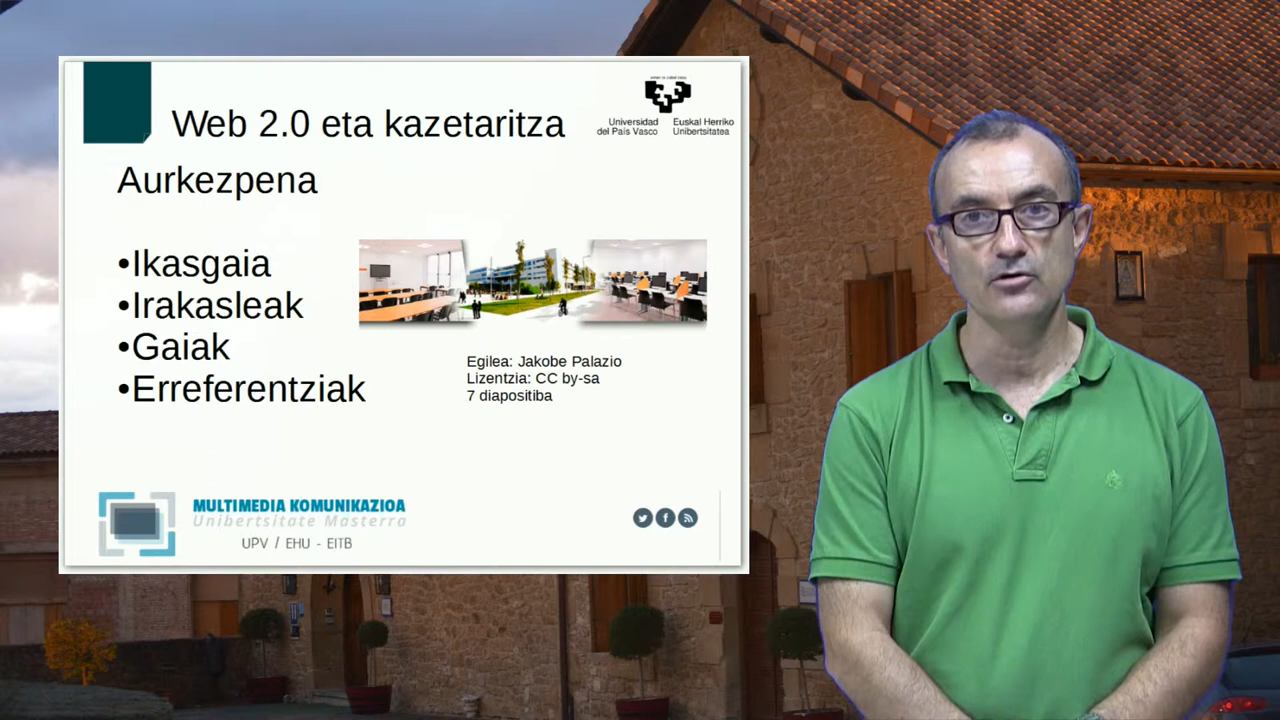 Web 2.0 eta kazetaritza
Universidad del País Vasco
Euskal Herriko Unibertsitatea
Aurkezpena
•Ikasgaia
•Irakasleak
•Gaiak
•Erreferentziak
Egilea: Jakobe Palazio
Lizentzia: CC by-sa
7 diapositiba
MULTIMEDIA KOMUNIKAZIOA
Unibertsitate Masterra
UPV / EHU - EITB